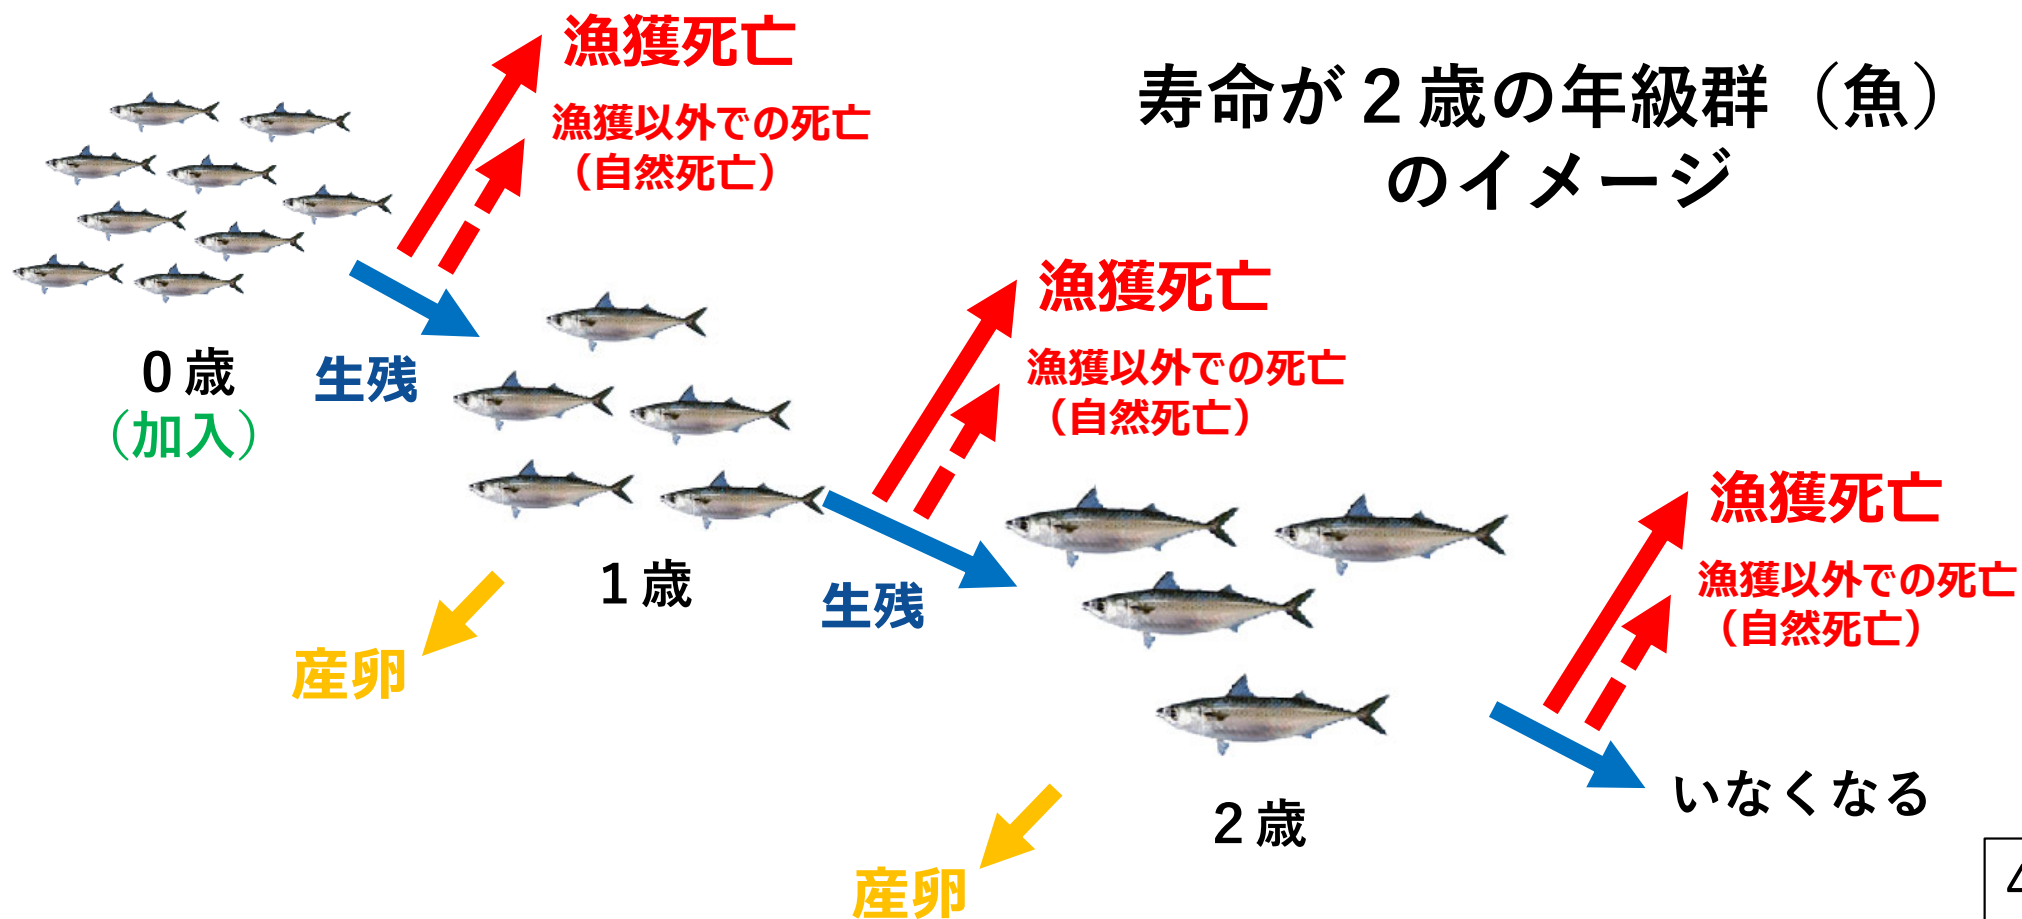 寿命が２歳の年級群（魚）
のイメージ
漁獲死亡
漁獲以外での死亡
（自然死亡）
０歳
（加入）
生残
漁獲死亡
漁獲以外での死亡
（自然死亡）
１歳
産卵
生残
漁獲死亡
漁獲以外での死亡
（自然死亡）
２歳
産卵
いなくなる